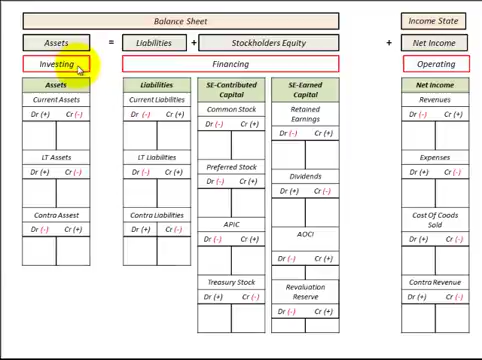 Balance Sheet
Income State
Assets = Liabilities + Stockholders Equity + Net Income
Investing Financing Operating
Assets
Current Assets
Dr (+) Cr (-)
LT Assets
Dr (+) Cr (-)
Contra Assest
Dr (-) Cr (+)
Liabilities
Current Liabilities
Dr (-) Cr (+)
LT Liabilities
Dr (-) Cr (+)
Contra Liabilities
Dr (+) Cr (-)
SE-Contributed
Capital
Common Stock
Dr (-) Cr (+)
Preferred Stock
Dr (-) Cr (+)
APIC
Dr (-) Cr (+)
Treasury Stock
Dr (+) Cr (-)
SE-Earned
Capital
Retained
Earnings
Dr (-) Cr (+)
Dividends
Dr (+) Cr (-)
AOCI
Dr (-) Cr (+)
Revaluation
Reserve
Dr (-) Cr (+)
Net Income
Revenues
Dr (-) Cr (+)
Expenses
Dr (+) Cr (-)
Cost Of Coods
Sold
Dr (+) Cr (-)
Contra Revenue
Dr (+) Cr (-)